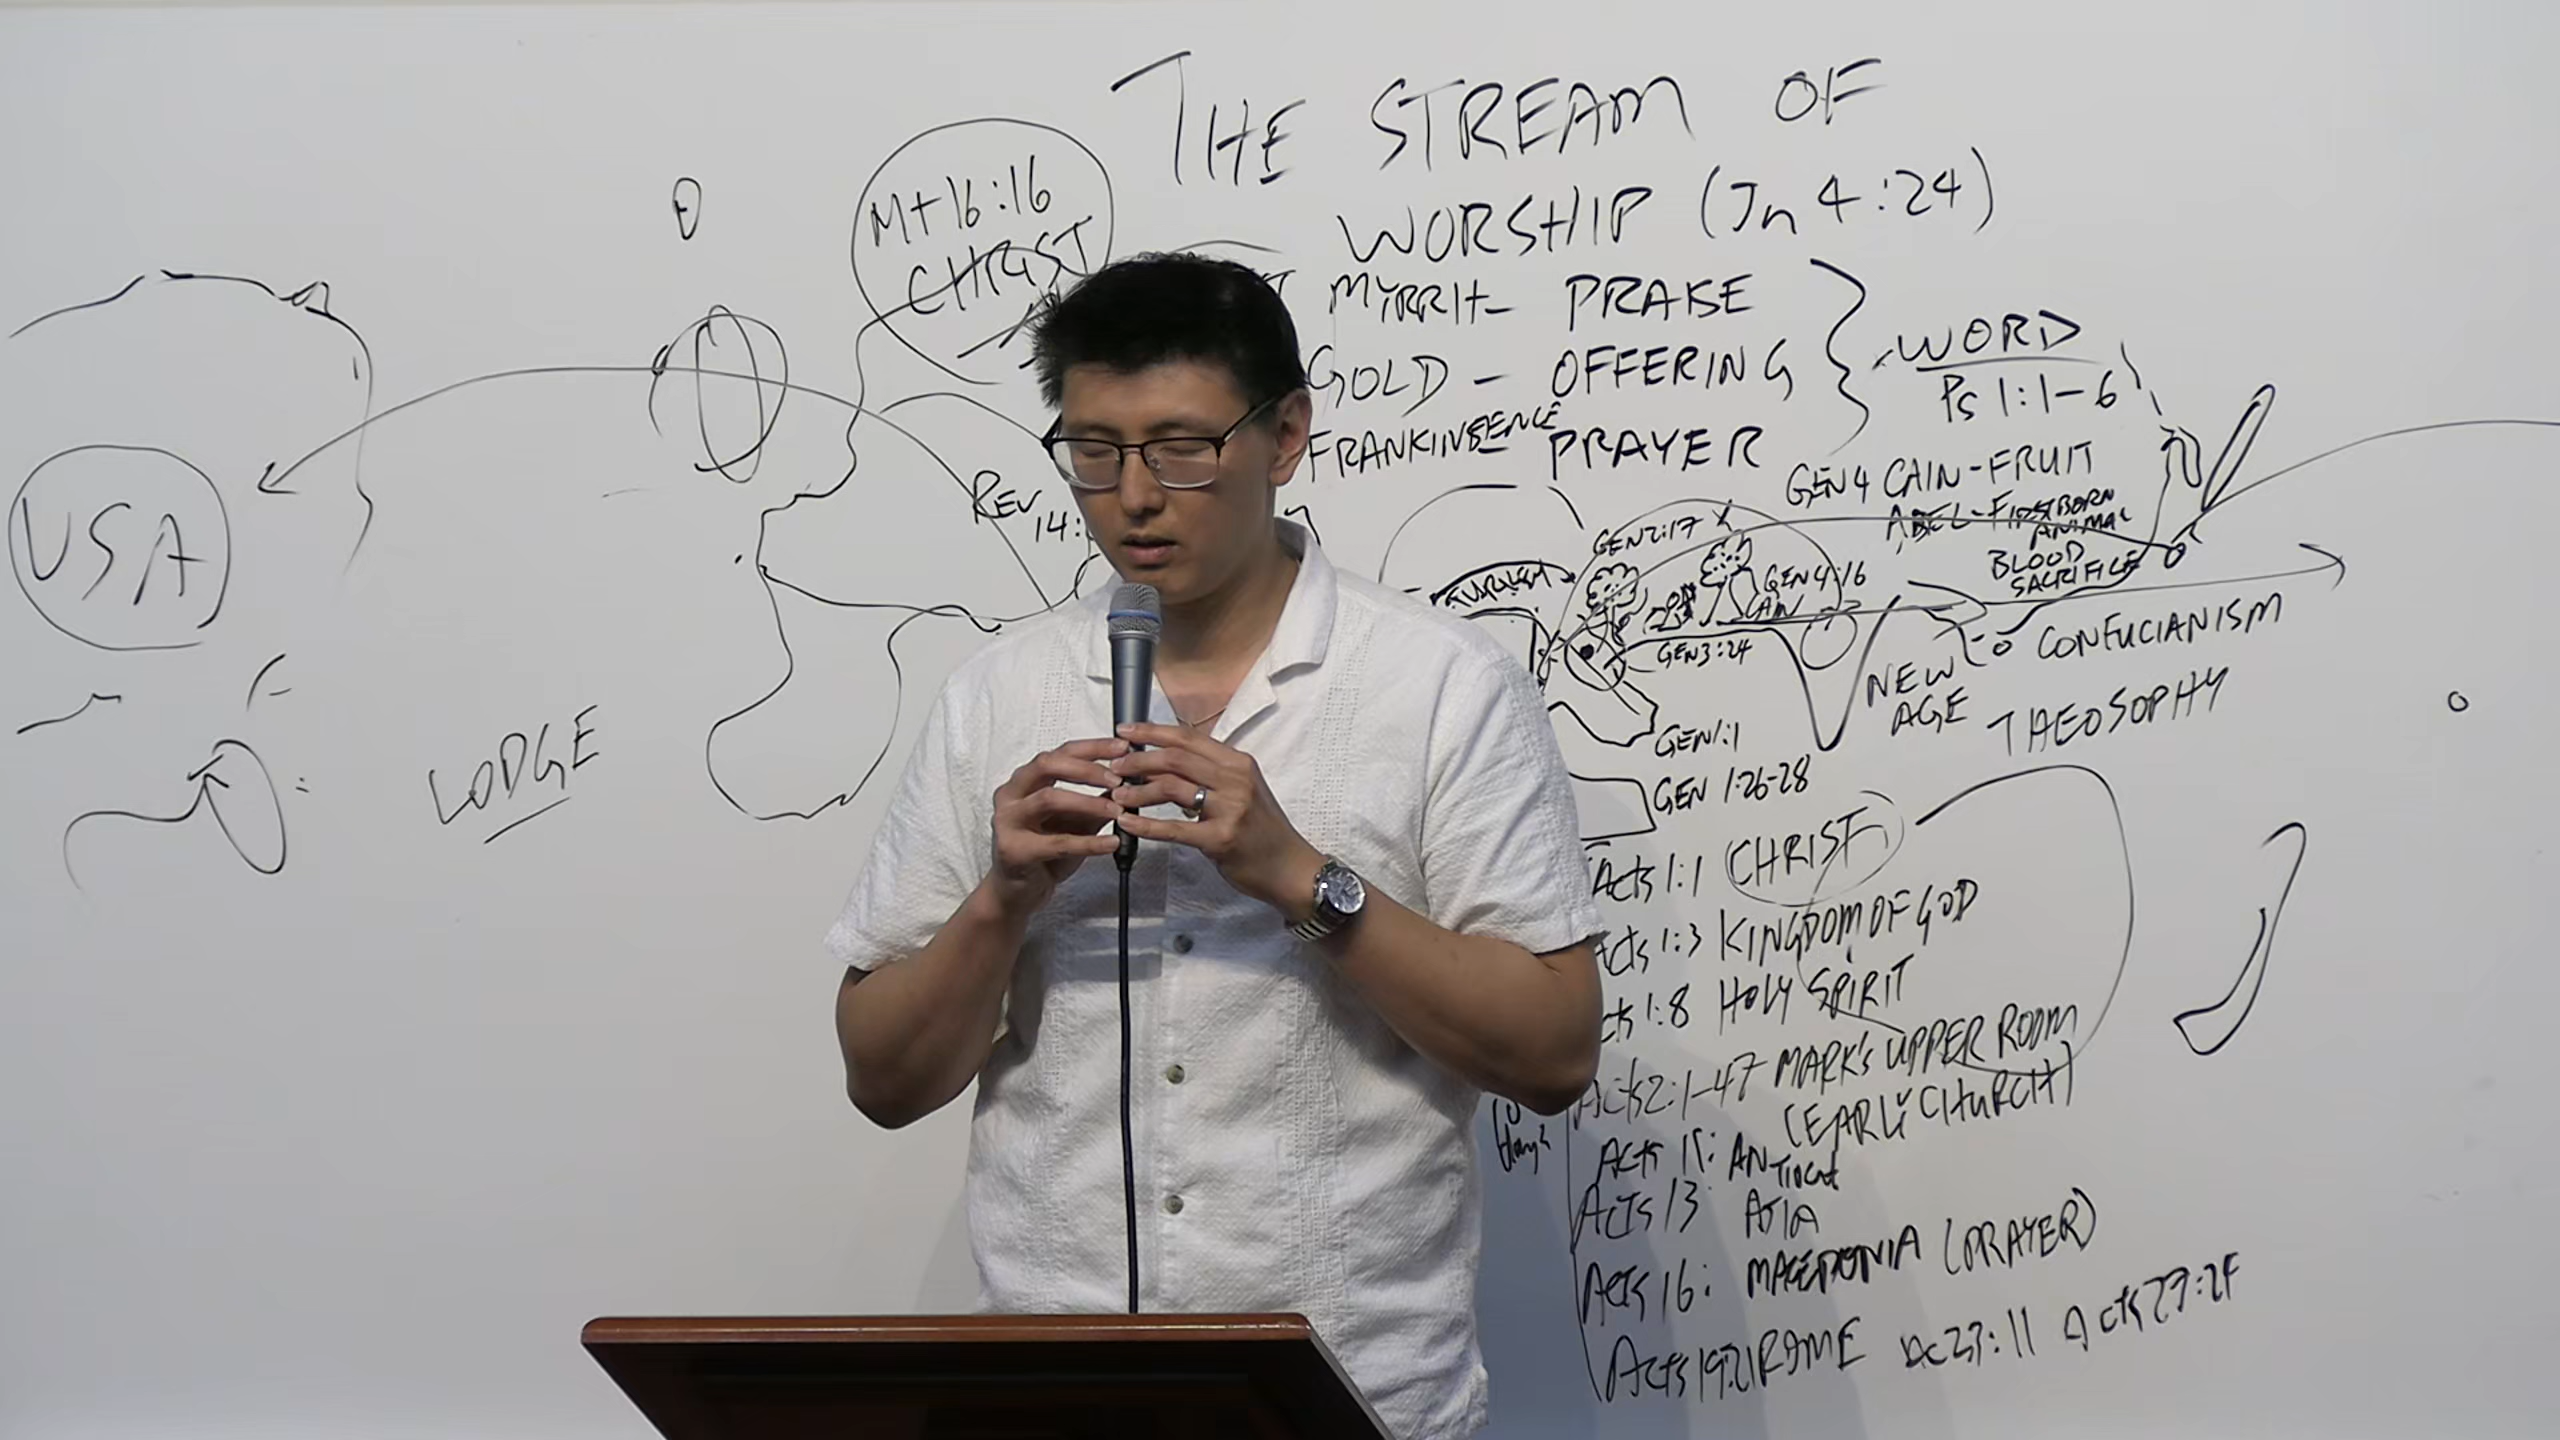 THE STREAM OF
WORSHIP (Jn 4:24)
Mt 16:16
CHRIST
MYRRH - PRAISE
GOLD - OFFERING
FRANKINCENSE PRAYER
WORD
Ps 1:1-6
REV
14:
USA
LODGE
GEN 4 CAIN-FRUIT
ABEL-FIRSTBORN
ANIMAL
BLOOD
SACRIFICE
GEN 2:17
GEN 4:16
CAIN
GEN 3:24
CONFUCIANISM
NEW
AGE
THEOSOPHY
GEN 1:1
GEN 1:26-28
Acts 1:1 CHRIST
Acts 1:3 KINGDOM OF GOD
cts 1:8 HOLY SPIRIT
Acts 2:1-47 MARK'S UPPER ROOM
(EARLY CHURCH)
10
days
Acts 11: ANTIOCH
Acts 13 ASIA
Acts 16: MACEDONIA (PRAYER)
Acts 19:21 ROME Ac 23:11 Acts 27:24